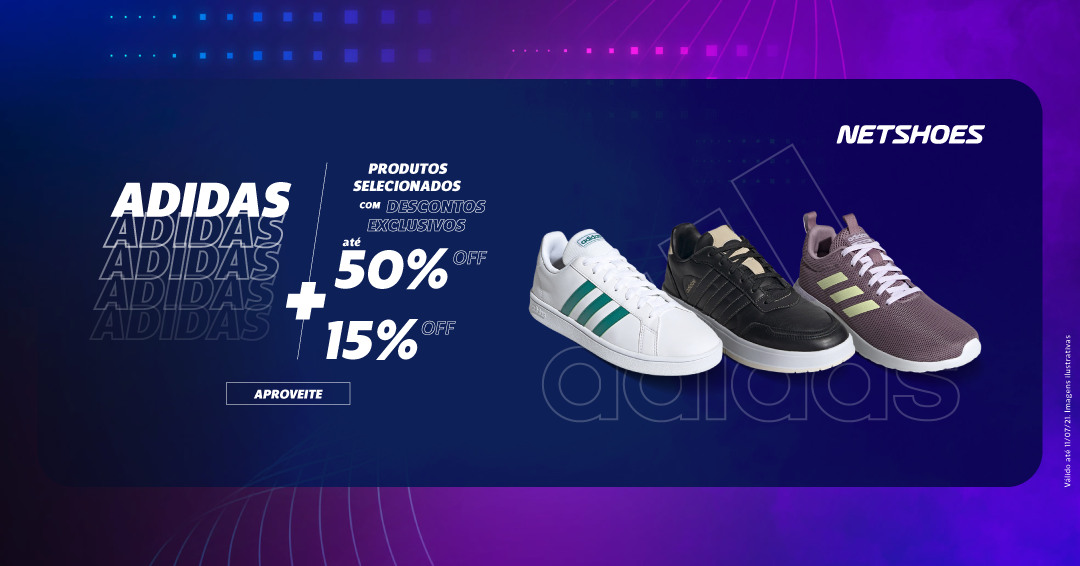 NETSHOES
ADIDAS
ADIDAS
ADIDAS
ADIDAS
ADIDAS
PRODUTOS
SELECIONADOS
COM DESCONTOS
EXCLUSIVOS
até
50% OFF
+
15% OFF
APROVEITE
adidas
Válido até 11/07/21. Imagens ilustrativas